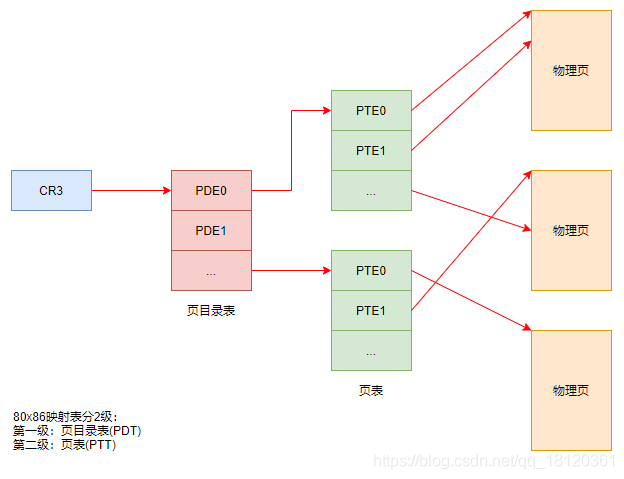 CR3
PDE0
PDE1
...
页目录表
PTE0
PTE1
...
PTE0
PTE1
...
页表
物理页
物理页
物理页
80x86映射表分2级：
第一级：页目录表(PDT)
第二级：页表(PTT)
https://blog.csdn.net/qq_18120361